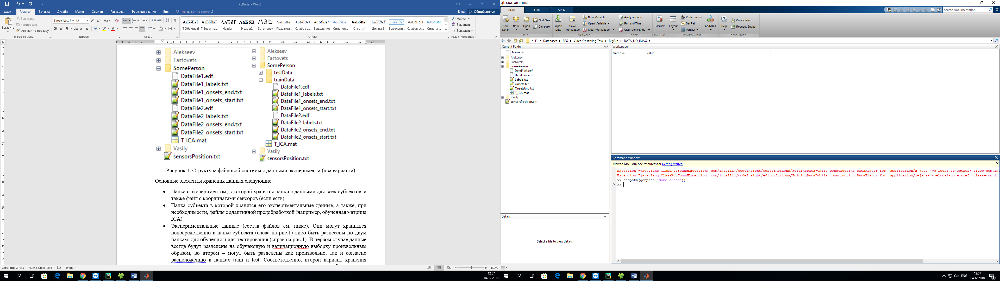 PyPortal - Word
Файл Главная Вставка Дизайн Макет Ссылки Рассылки Рецензирование Вид Что вы хотите сделать? Вход Общий доступ
Вставить
Вырезать
Копировать
Формат по образцу
Буфер обмена
Times New F 12
Шрифт
Абзац
¶ Обычный ¶ Без инте... Header1 Header2 Заголовок Подзагол... Слабое в... Выделение Сильное... Строгий Цитата 2 Выделенн... Слабая сс... Сильная...
Стили
Найти
Заменить
Выделить
Редактирование
Alekseev
Fastovets
SomePerson
DataFile1.edf
DataFile1_labels.txt
DataFile1_onsets_end.txt
DataFile1_onsets_start.txt
DataFile2.edf
DataFile2_labels.txt
DataFile2_onsets_end.txt
DataFile2_onsets_start.txt
T_ICA.mat
Vasily
sensorsPosition.txt
Alekseev
Fastovets
SomePerson
testData
trainData
DataFile1.edf
DataFile1_labels.txt
DataFile1_onsets_end.txt
DataFile1_onsets_start.txt
DataFile2.edf
DataFile2_labels.txt
DataFile2_onsets_end.txt
DataFile2_onsets_start.txt
T_ICA.mat
Vasily
sensorsPosition.txt
Рисунок 1. Структура файловой системы с данными эксперимента (два варианта)
Основные элементы хранения данных следующие:
• Папка с экспериментом, в которой хранятся папки с данными для всех субъектов, а
также файл с координатами сенсоров (если есть).
• Папка субъекта в которой хранятся его экспериментальные данные, а также, при
необходимости, файлы с адаптивной предобработкой (например, обученная матрица
ICA).
• Экспериментальные данные (состав файлов см. ниже). Они могут храниться
непосредственно в папке субъекта (слева на рис.1) либо быть разнесены по двум
папкам: для обучения и для тестирования (справ на рис.1). В первом случае данные
всегда будут разделены на обучающую и валидационную выборку произвольным
образом, во втором – могут быть разделены как произвольно, так и согласно
расположению в папках train и test. Соответственно, второй вариант хранения
Страница 2 из 5 Число слов: 1295 русский 130%
12:07
04.12.2018
MATLAB R2016a
HOME PLOTS APPS Search Documentation
New Script
New
Open
Find Files
Compare
FILE
Import Data
Save Workspace
New Variable
Open Variable
Clear Workspace
VARIABLE
Analyze Code
Run and Time
Clear Commands
CODE
Simulink
SIMULINK
Layout
Preferences
Set Path
Parallel
ENVIRONMENT
Add-Ons
Help
Community
Request Support
RESOURCES
E: Databases EEG Video Observing Task BigExp DATA_NO_IMAG
Current Folder
Name
Alekseev
Fastovets
SomePerson
DataFile1.edf
DataFile2.edf
Labels.txt
Onsets.txt
OnsetsEnd.txt
T_ICA.mat
Vasily
sensorsPosition.txt
Details
Select a file to view details
Workspace
Name Value
Command Window
New to MATLAB? See resources for Getting Started.
Exception "java.lang.ClassNotFoundException: com/intellij/codeInsight/editorActions/FoldingData"while constructing DataFlavor for: application/x-java-jvm-local-objectref; class=com.int
Exception "java.lang.ClassNotFoundException: com/intellij/codeInsight/editorActions/FoldingData"while constructing DataFlavor for: application/x-java-jvm-local-objectref; class=com.int
>> addpath(genpath('SomePerson'));
fx >>
ENG
12:07
04.12.2018